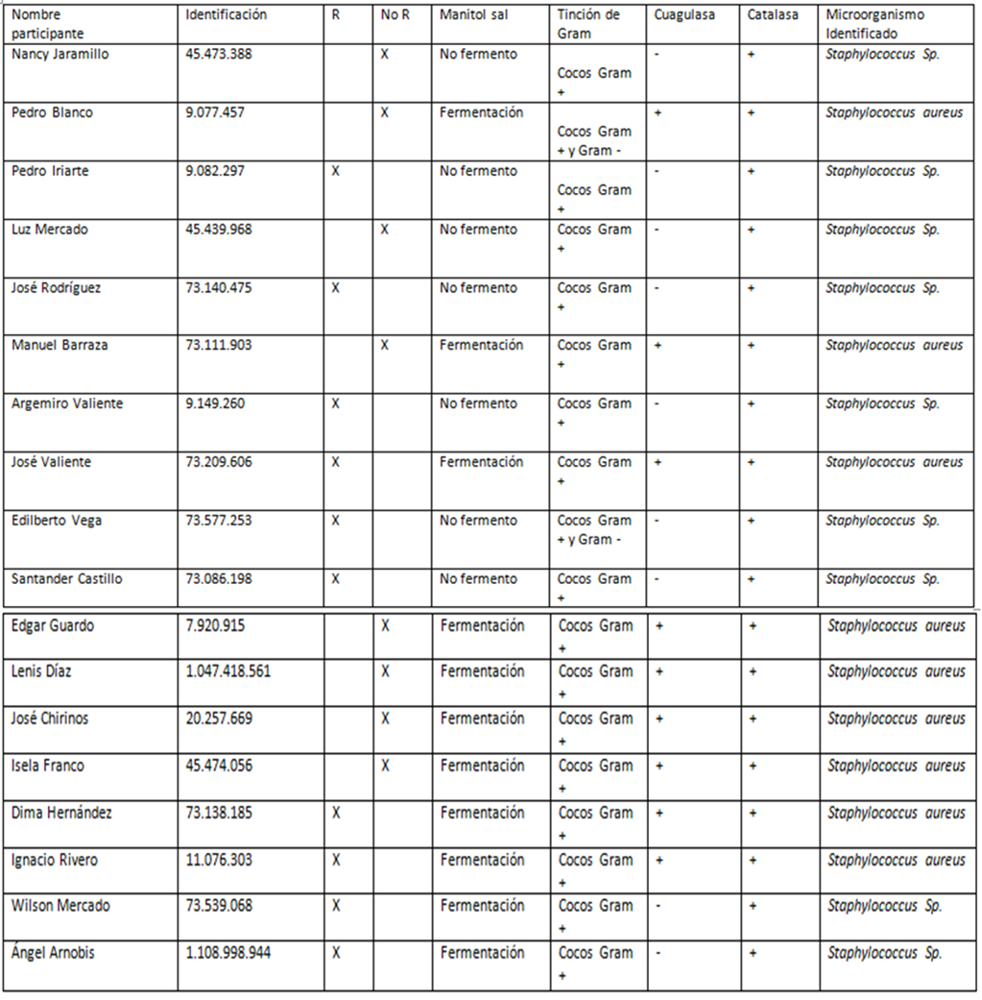 Nombre participante Identificación R No R Manitol sal Tinción de Gram Cuagulasa Catalasa Microorganismo Identificado
Nancy Jaramillo 45.473.388 X No fermento Cocos Gram + - + Staphylococcus Sp.
Pedro Blanco 9.077.457 X Fermentación Cocos Gram + y Gram - + + Staphylococcus aureus
Pedro Iriarte 9.082.297 X No fermento Cocos Gram + - + Staphylococcus Sp.
Luz Mercado 45.439.968 X No fermento Cocos Gram + - + Staphylococcus Sp.
José Rodríguez 73.140.475 X No fermento Cocos Gram + - + Staphylococcus Sp.
Manuel Barraza 73.111.903 X Fermentación Cocos Gram + + + Staphylococcus aureus
Argemiro Valiente 9.149.260 X No fermento Cocos Gram + - + Staphylococcus Sp.
José Valiente 73.209.606 X Fermentación Cocos Gram + + + Staphylococcus aureus
Edilberto Vega 73.577.253 X No fermento Cocos Gram + y Gram - - + Staphylococcus Sp.
Santander Castillo 73.086.198 X No fermento Cocos Gram + - + Staphylococcus Sp.
Edgar Guardo 7.920.915 X Fermentación Cocos Gram + + + Staphylococcus aureus
Lenis Díaz 1.047.418.561 X Fermentación Cocos Gram + + + Staphylococcus aureus
José Chirinos 20.257.669 X Fermentación Cocos Gram + + + Staphylococcus aureus
Isela Franco 45.474.056 X Fermentación Cocos Gram + + + Staphylococcus aureus
Dima Hernández 73.138.185 X Fermentación Cocos Gram + + + Staphylococcus aureus
Ignacio Rivero 11.076.303 X Fermentación Cocos Gram + + + Staphylococcus aureus
Wilson Mercado 73.539.068 X Fermentación Cocos Gram + - + Staphylococcus Sp.
Ángel Arnobis 1.108.998.944 X Fermentación Cocos Gram + - + Staphylococcus Sp.